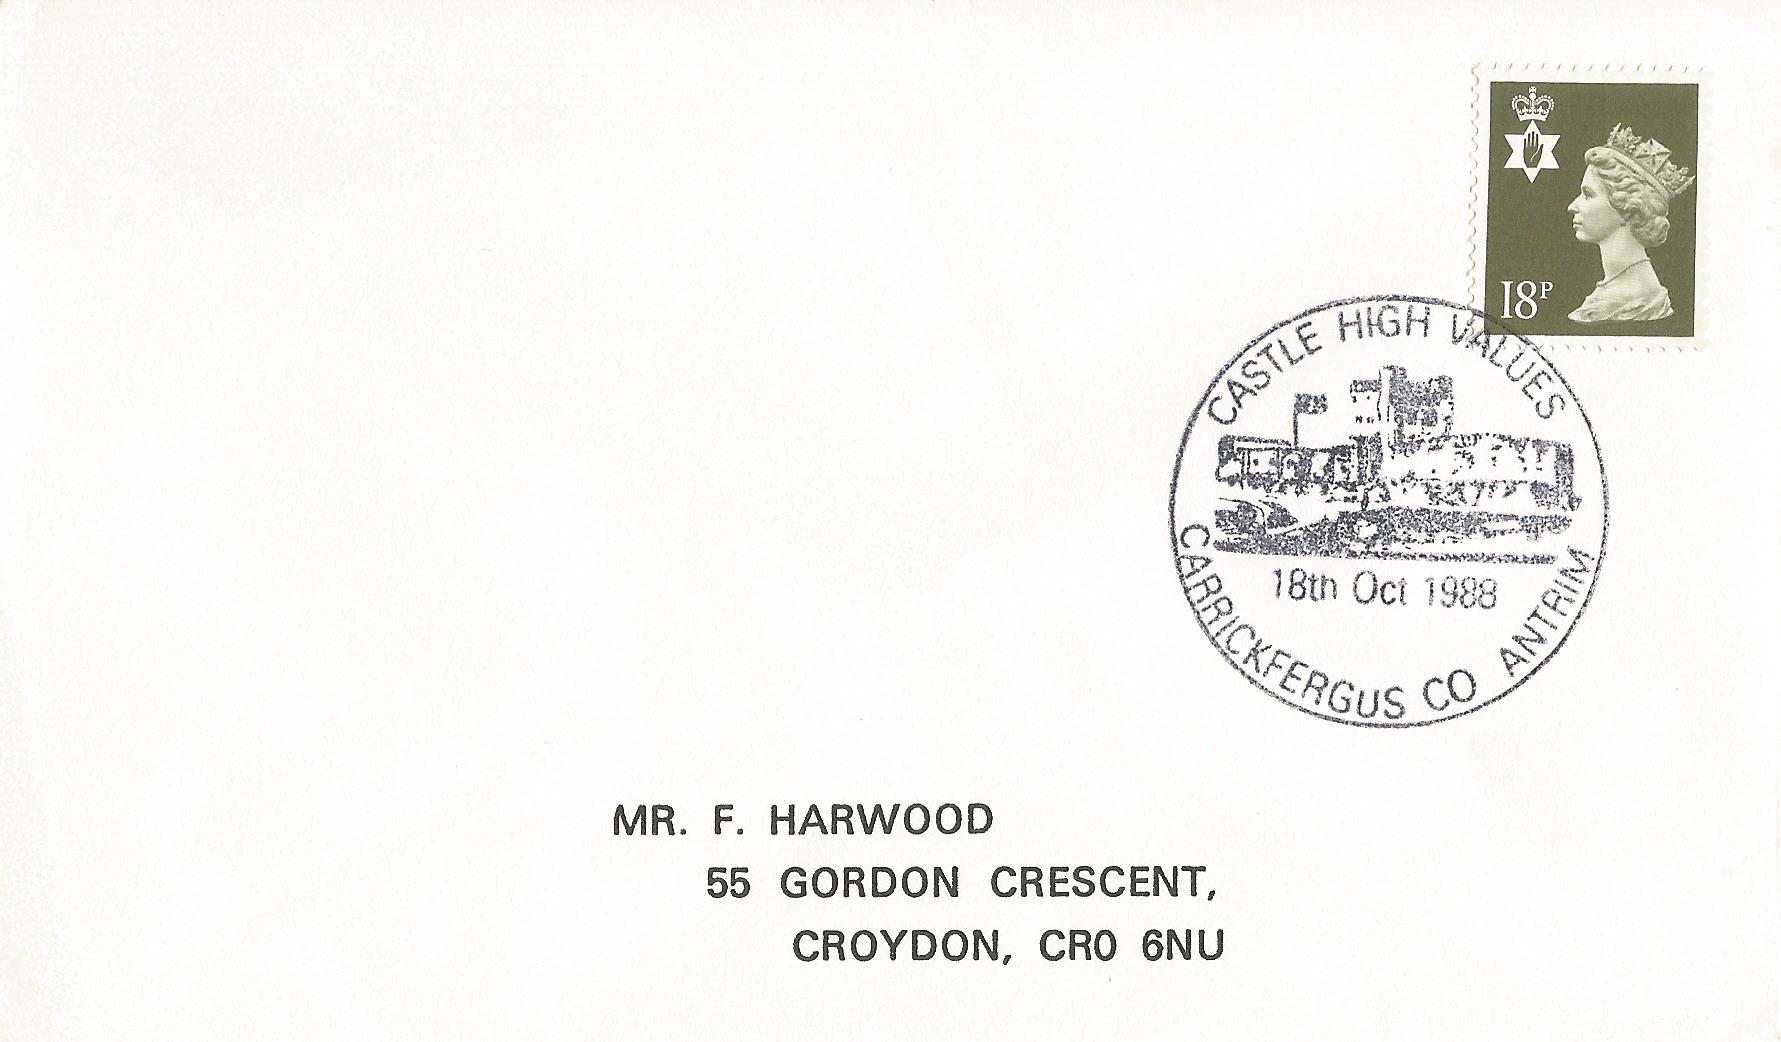 18P
CASTLE HIGH VALUES
18th Oct 1988
CARRICKFERGUS CO ANTRIM
MR. F. HARWOOD
55 GORDON CRESCENT,
CROYDON, CR0 6NU